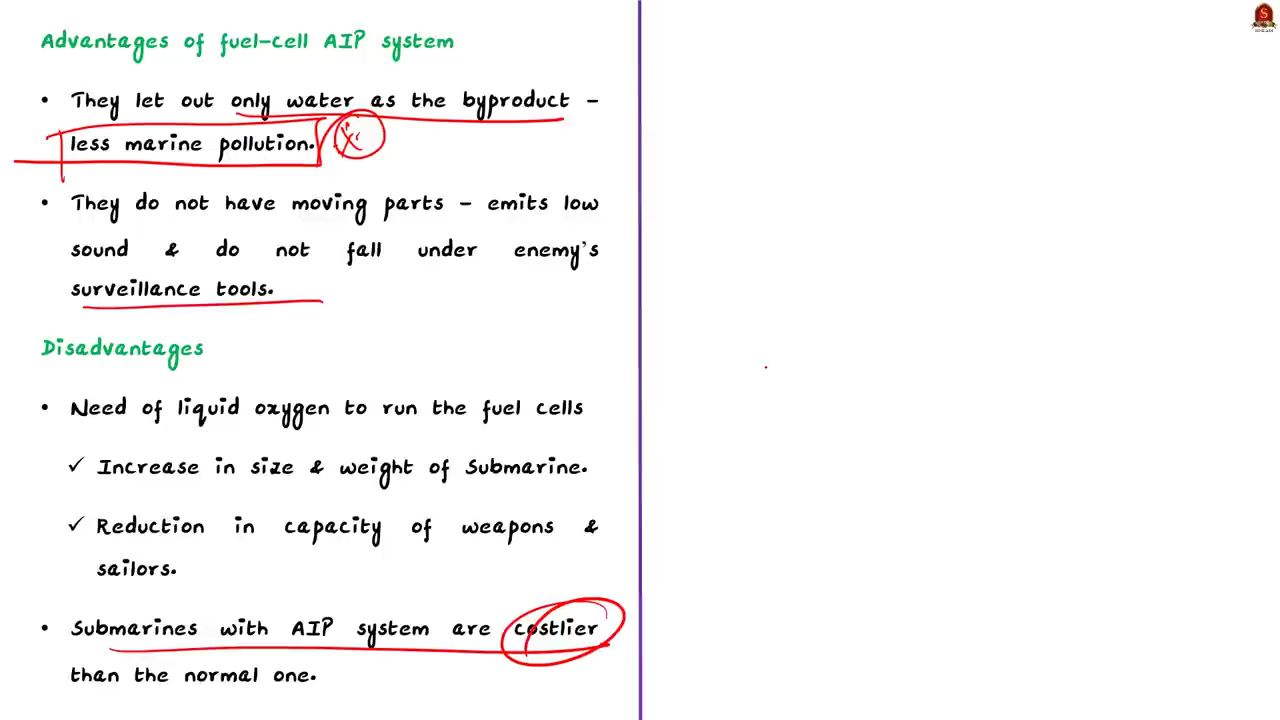 Advantages of fuel-cell AIP system
• They let out only water as the byproduct -
less marine pollution.
• They do not have moving parts - emits low
sound & do not fall under enemy's
surveillance tools.
Disadvantages
• Need of liquid oxygen to run the fuel cells
✓ Increase in size & weight of Submarine.
✓ Reduction in capacity of weapons &
sailors.
• Submarines with AIP system are costlier
than the normal one.